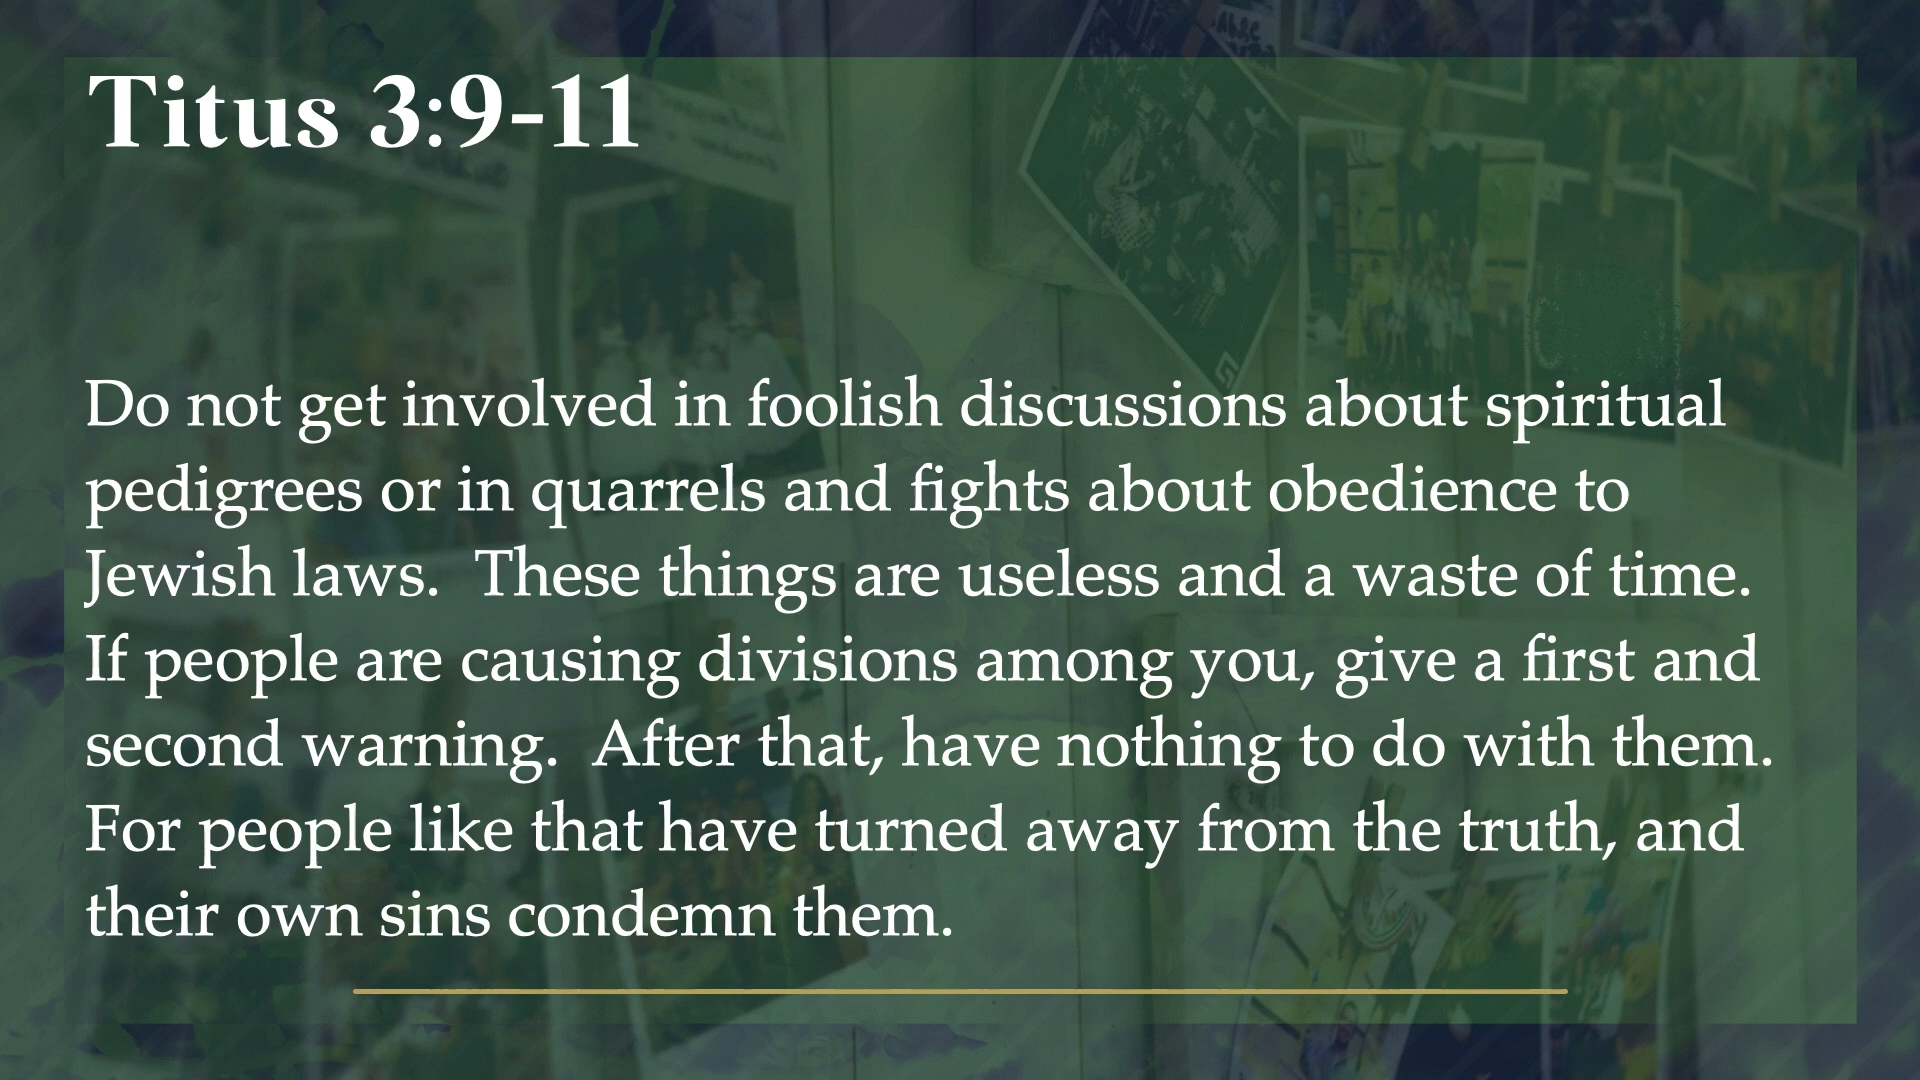 Titus 3:9-11
Do not get involved in foolish discussions about spiritual
pedigrees or in quarrels and fights about obedience to
Jewish laws.  These things are useless and a waste of time.
If people are causing divisions among you, give a first and
second warning.  After that, have nothing to do with them.
For people like that have turned away from the truth, and
their own sins condemn them.